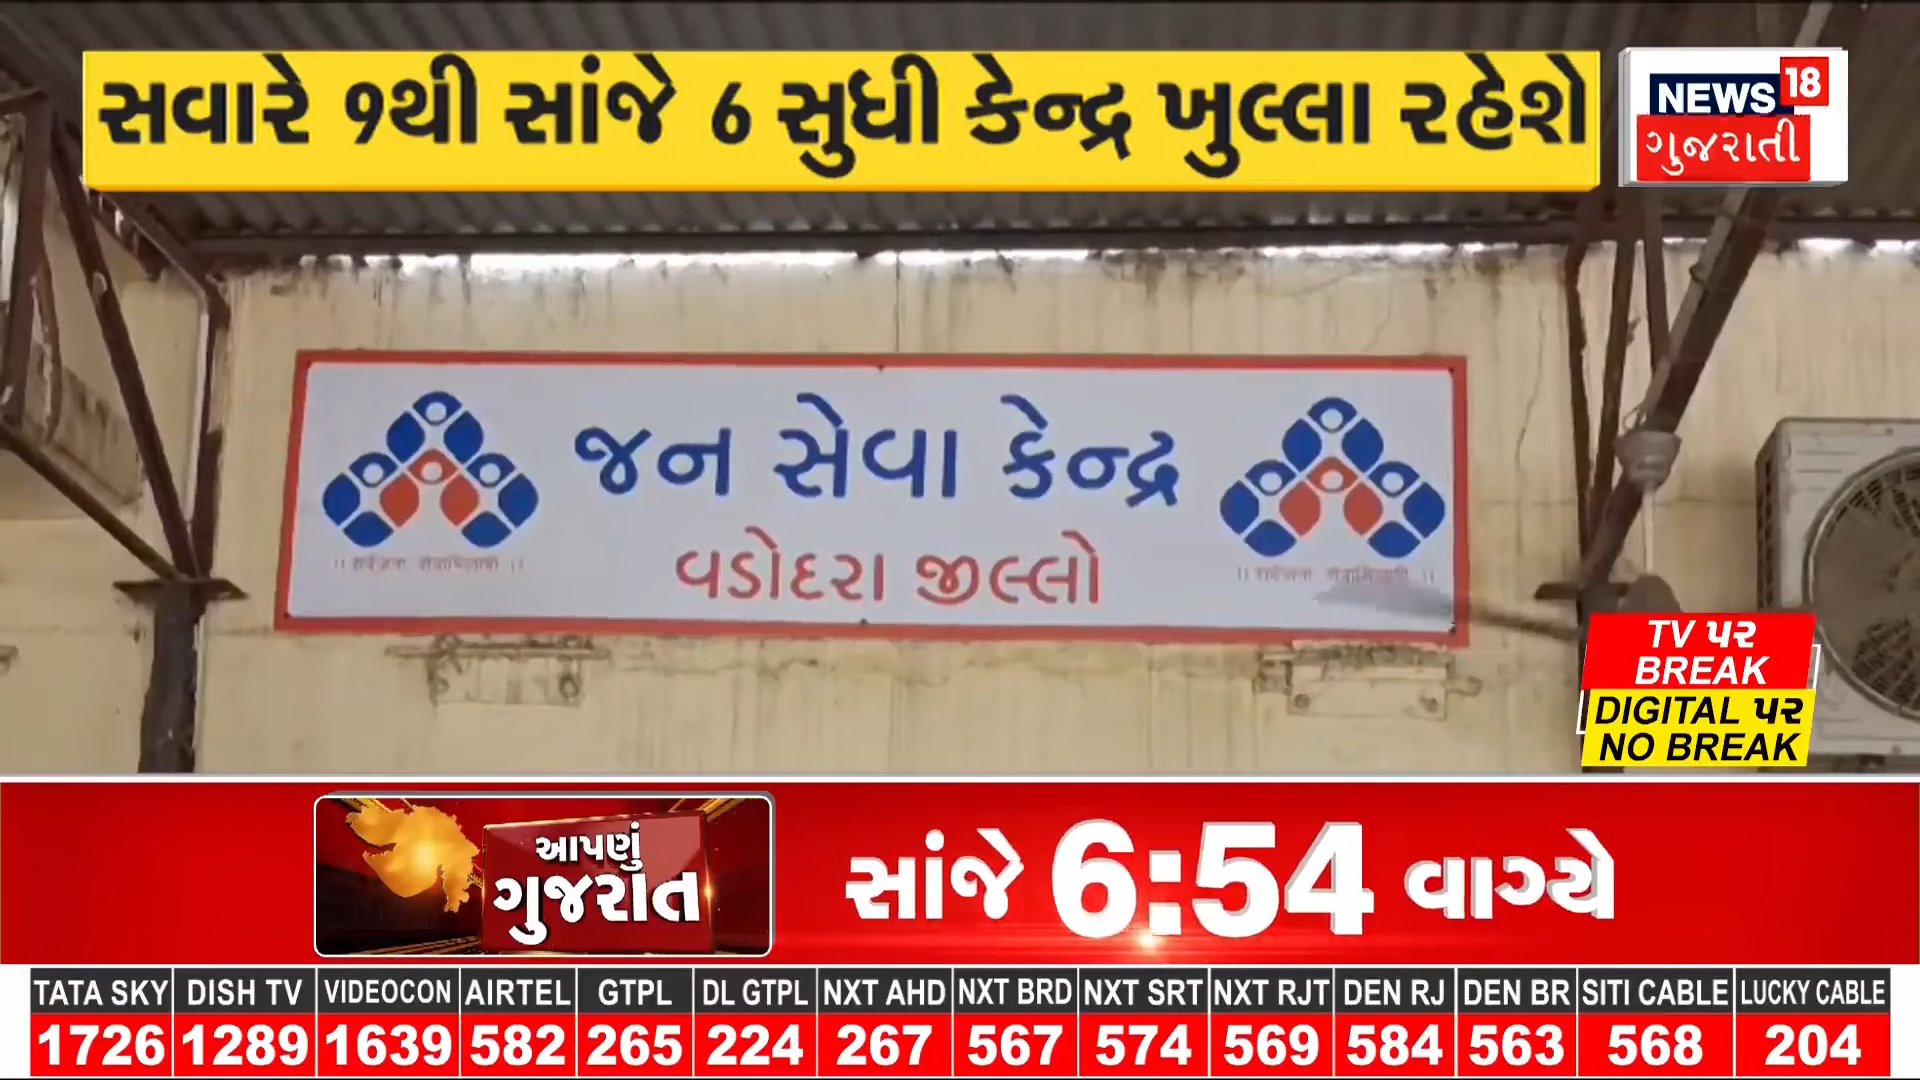 સવારે 9થી સાંજે 6 સુધી કેન્દ્ર ખુલ્લા રહેશે
NEWS 18
ગુજરાતી
જન સેવા કેન્દ્ર
વડોદરા જીલ્લો
TV પર
BREAK
DIGITAL પર
NO BREAK
આપણું
ગુજરાત
સાંજે 6:54 વાગ્યે
TATA SKY DISH TV VIDEOCON AIRTEL GTPL DL GTPL NXT AHD NXT BRD NXT SRT NXT RJT DEN RJ DEN BR SITI CABLE LUCKY CABLE
1726 1289 1639 582 265 224 267 567 574 569 584 563 568 204